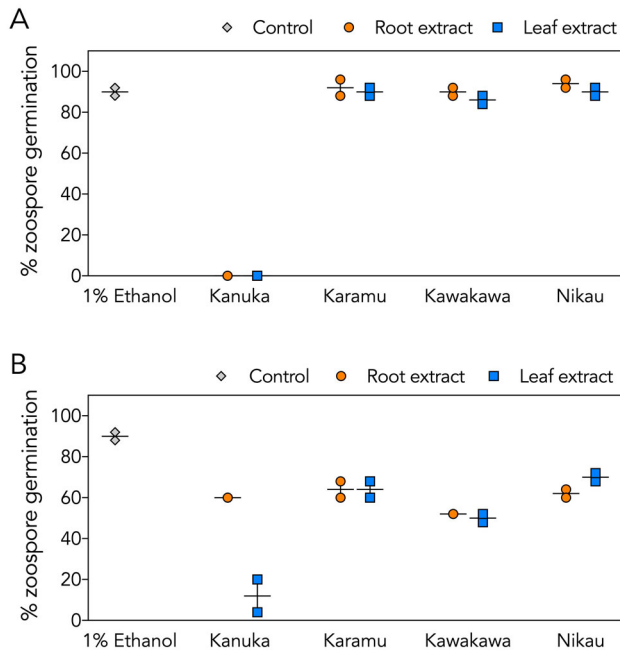 A
Control Root extract Leaf extract
% zoospore germination
100
80
60
40
20
0
1% Ethanol Kanuka Karamu Kawakawa Nikau
B
Control Root extract Leaf extract
% zoospore germination
100
80
60
40
20
0
1% Ethanol Kanuka Karamu Kawakawa Nikau